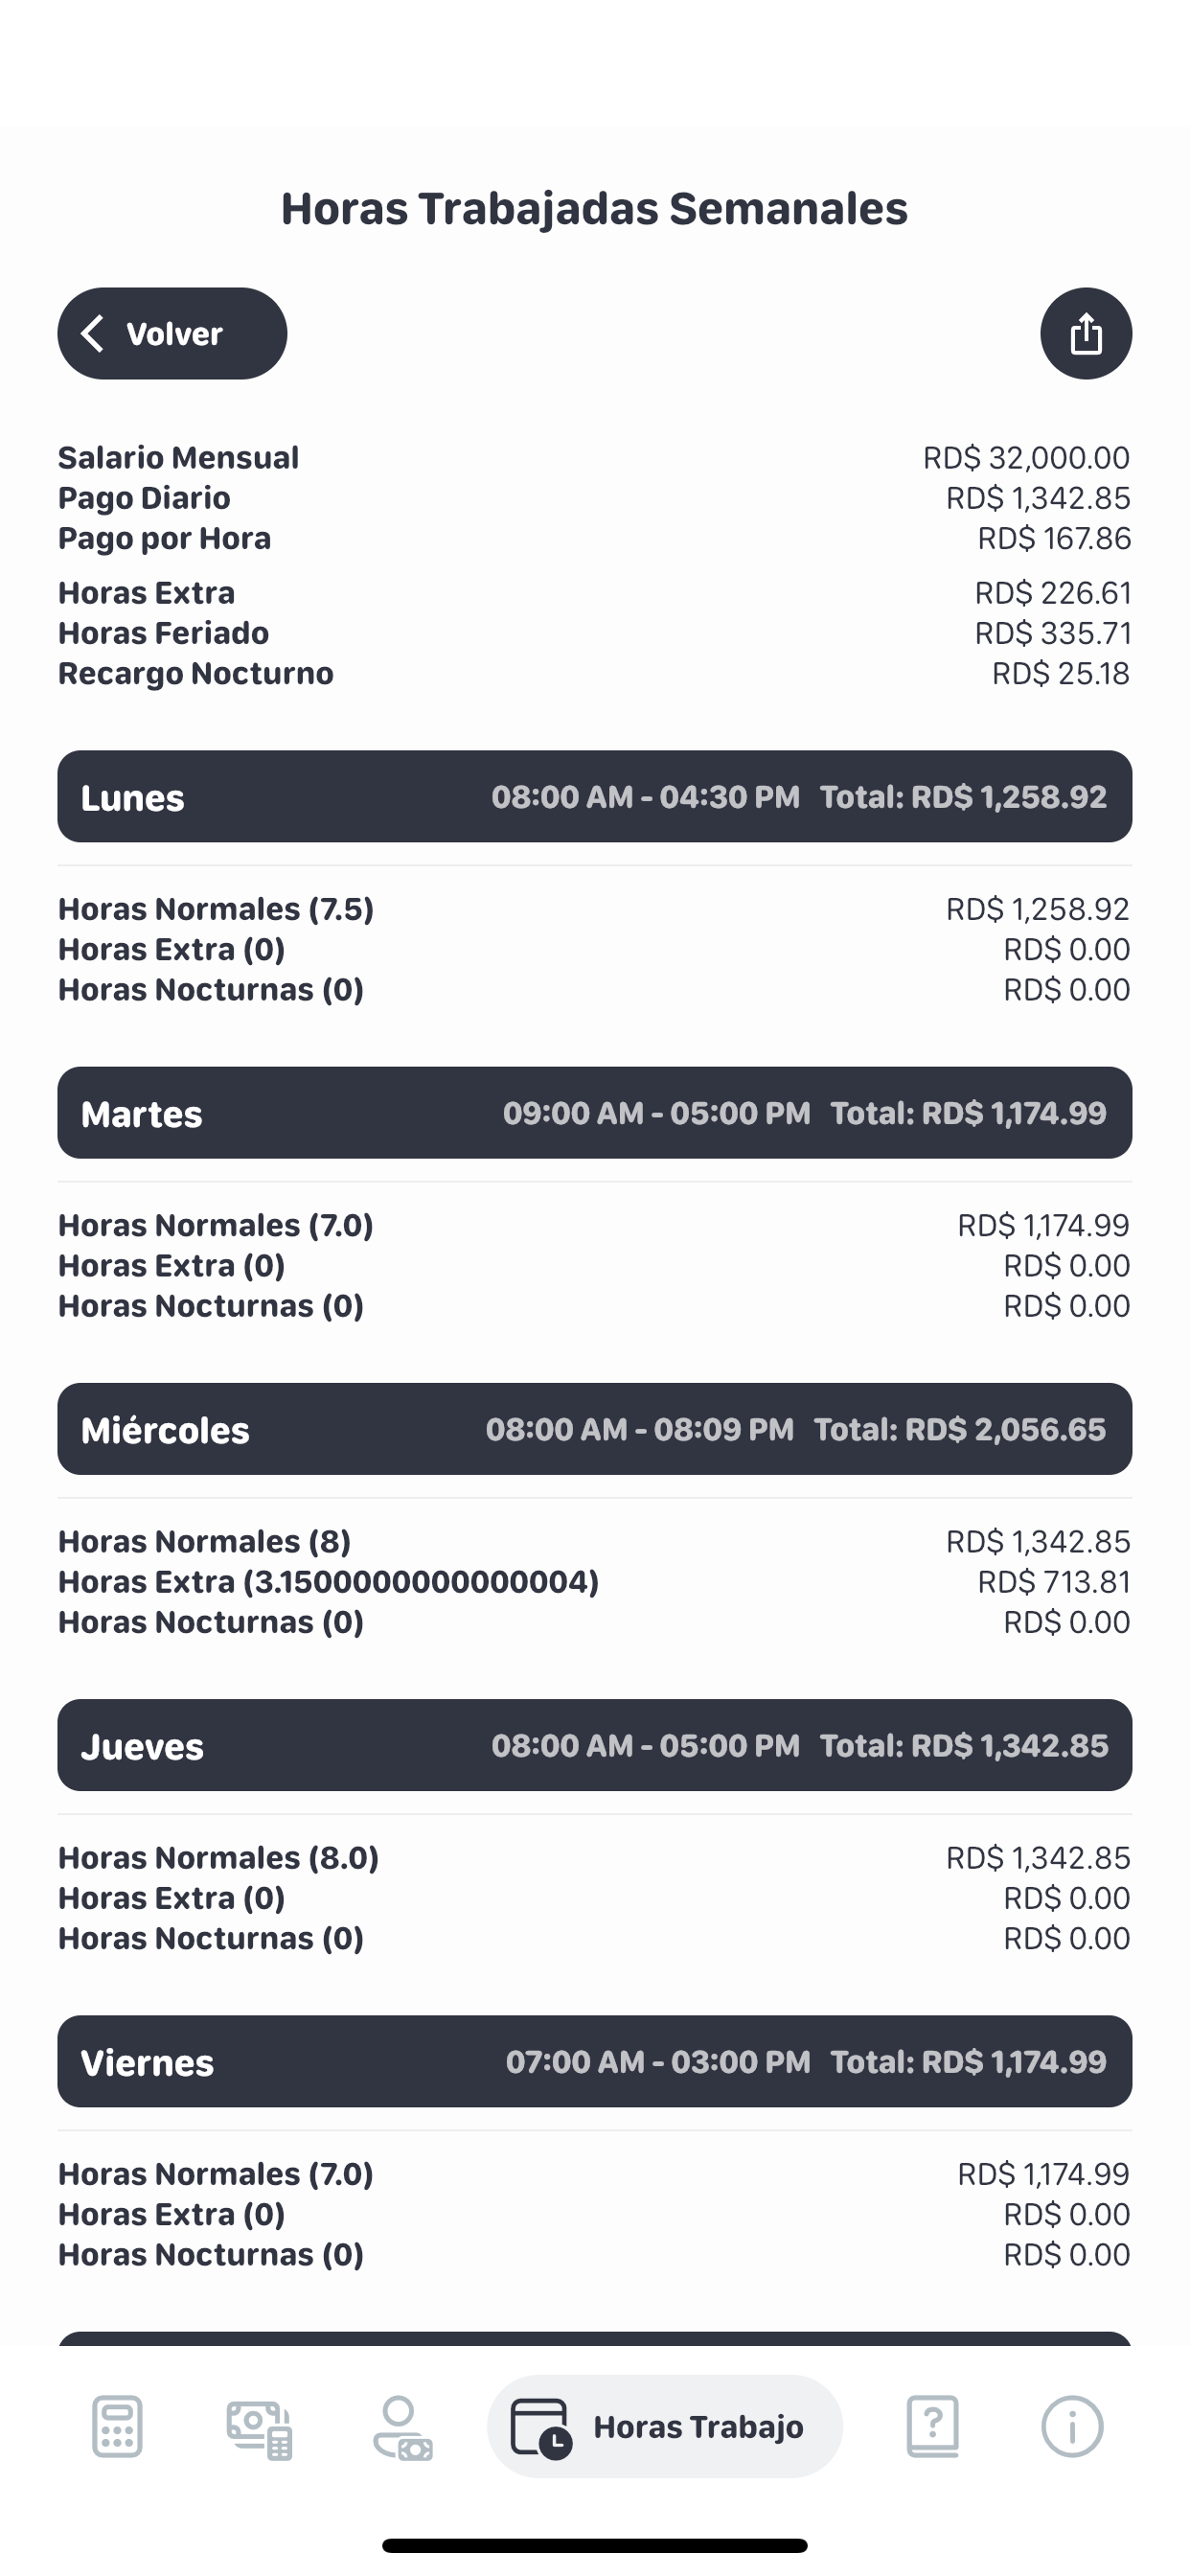 Horas Trabajadas Semanales
Volver
Salario Mensual RD$ 32,000.00
Pago Diario RD$ 1,342.85
Pago por Hora RD$ 167.86
Horas Extra RD$ 226.61
Horas Feriado RD$ 335.71
Recargo Nocturno RD$ 25.18
Lunes 08:00 AM - 04:30 PM Total: RD$ 1,258.92
Horas Normales (7.5) RD$ 1,258.92
Horas Extra (0) RD$ 0.00
Horas Nocturnas (0) RD$ 0.00
Martes 09:00 AM - 05:00 PM Total: RD$ 1,174.99
Horas Normales (7.0) RD$ 1,174.99
Horas Extra (0) RD$ 0.00
Horas Nocturnas (0) RD$ 0.00
Miércoles 08:00 AM - 08:09 PM Total: RD$ 2,056.65
Horas Normales (8) RD$ 1,342.85
Horas Extra (3.1500000000000004) RD$ 713.81
Horas Nocturnas (0) RD$ 0.00
Jueves 08:00 AM - 05:00 PM Total: RD$ 1,342.85
Horas Normales (8.0) RD$ 1,342.85
Horas Extra (0) RD$ 0.00
Horas Nocturnas (0) RD$ 0.00
Viernes 07:00 AM - 03:00 PM Total: RD$ 1,174.99
Horas Normales (7.0) RD$ 1,174.99
Horas Extra (0) RD$ 0.00
Horas Nocturnas (0) RD$ 0.00
Horas Trabajo